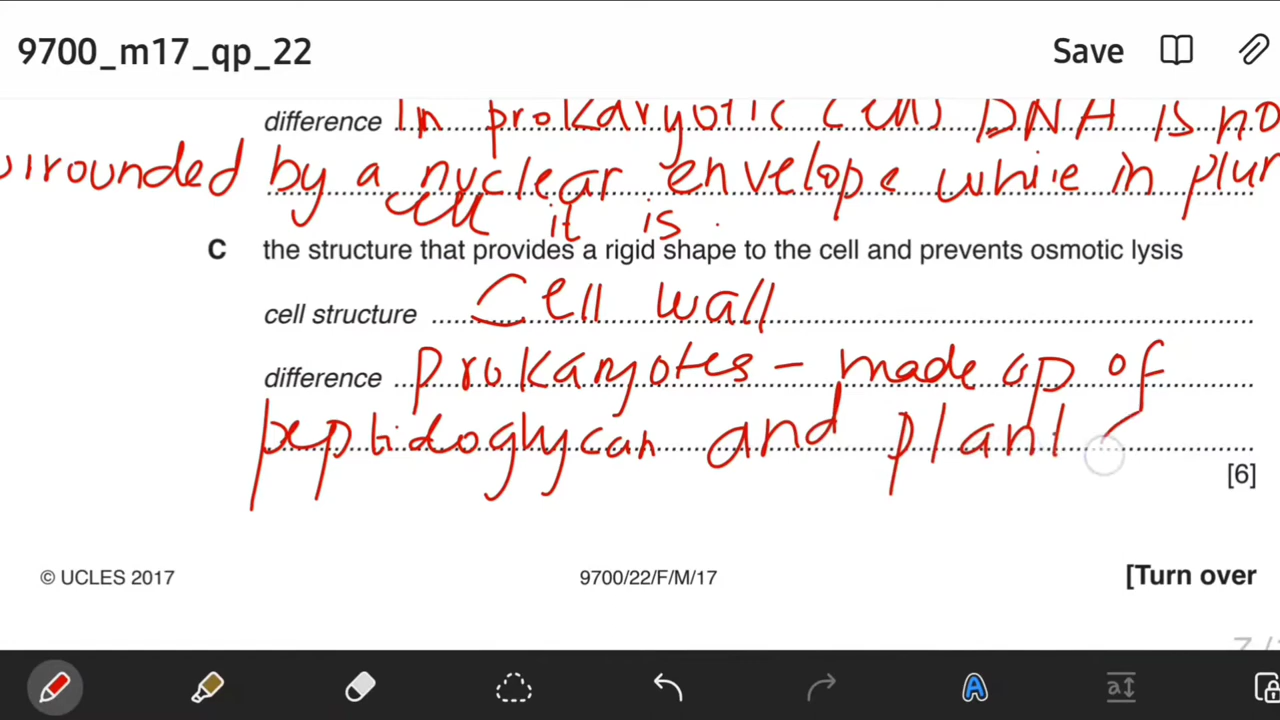 9700_m17_qp_22 Save
difference In prokaryotic cell DNA is no
urrounded by a nuclear envelope while in
cell it is .
C the structure that provides a rigid shape to the cell and prevents osmotic lysis
cell structure Cell wall
difference prokaryotes - made up of
peptidoglycan and plant
[6]
© UCLES 2017 9700/22/F/M/17 [Turn over